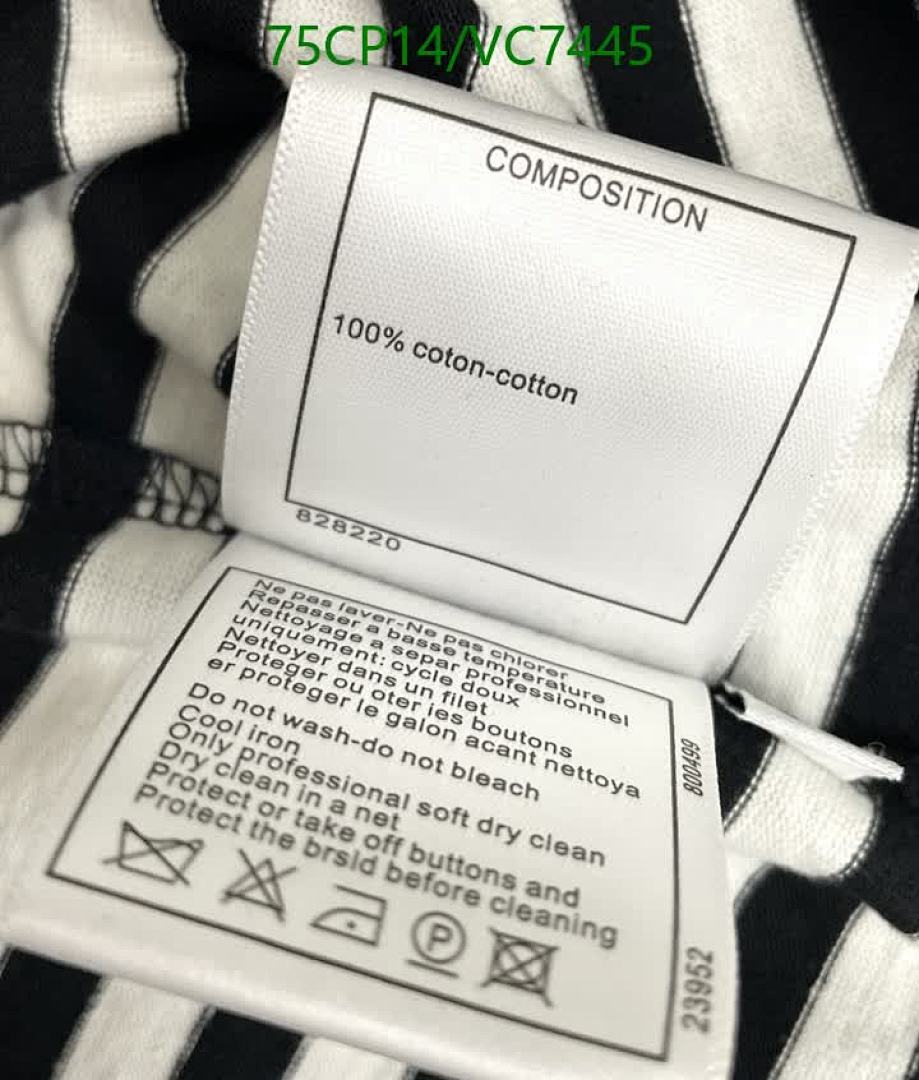 75CP14/VC7445
COMPOSITION
100% coton-cotton
828220
Ne pas laver-Ne pas chlorer
Repasser a basse temperature
Nettoyage a separ professionnel
uniquement: cycle doux
Nettoyer dans un filet
Proteger ou oter ies boutons
er proteger le galon acant nettoya
Do not wash-do not bleach
Cool iron
Only professional soft dry clean
Dry clean in a net
Protect or take off buttons and
Protect the brsld before cleaning
P
800499
23952